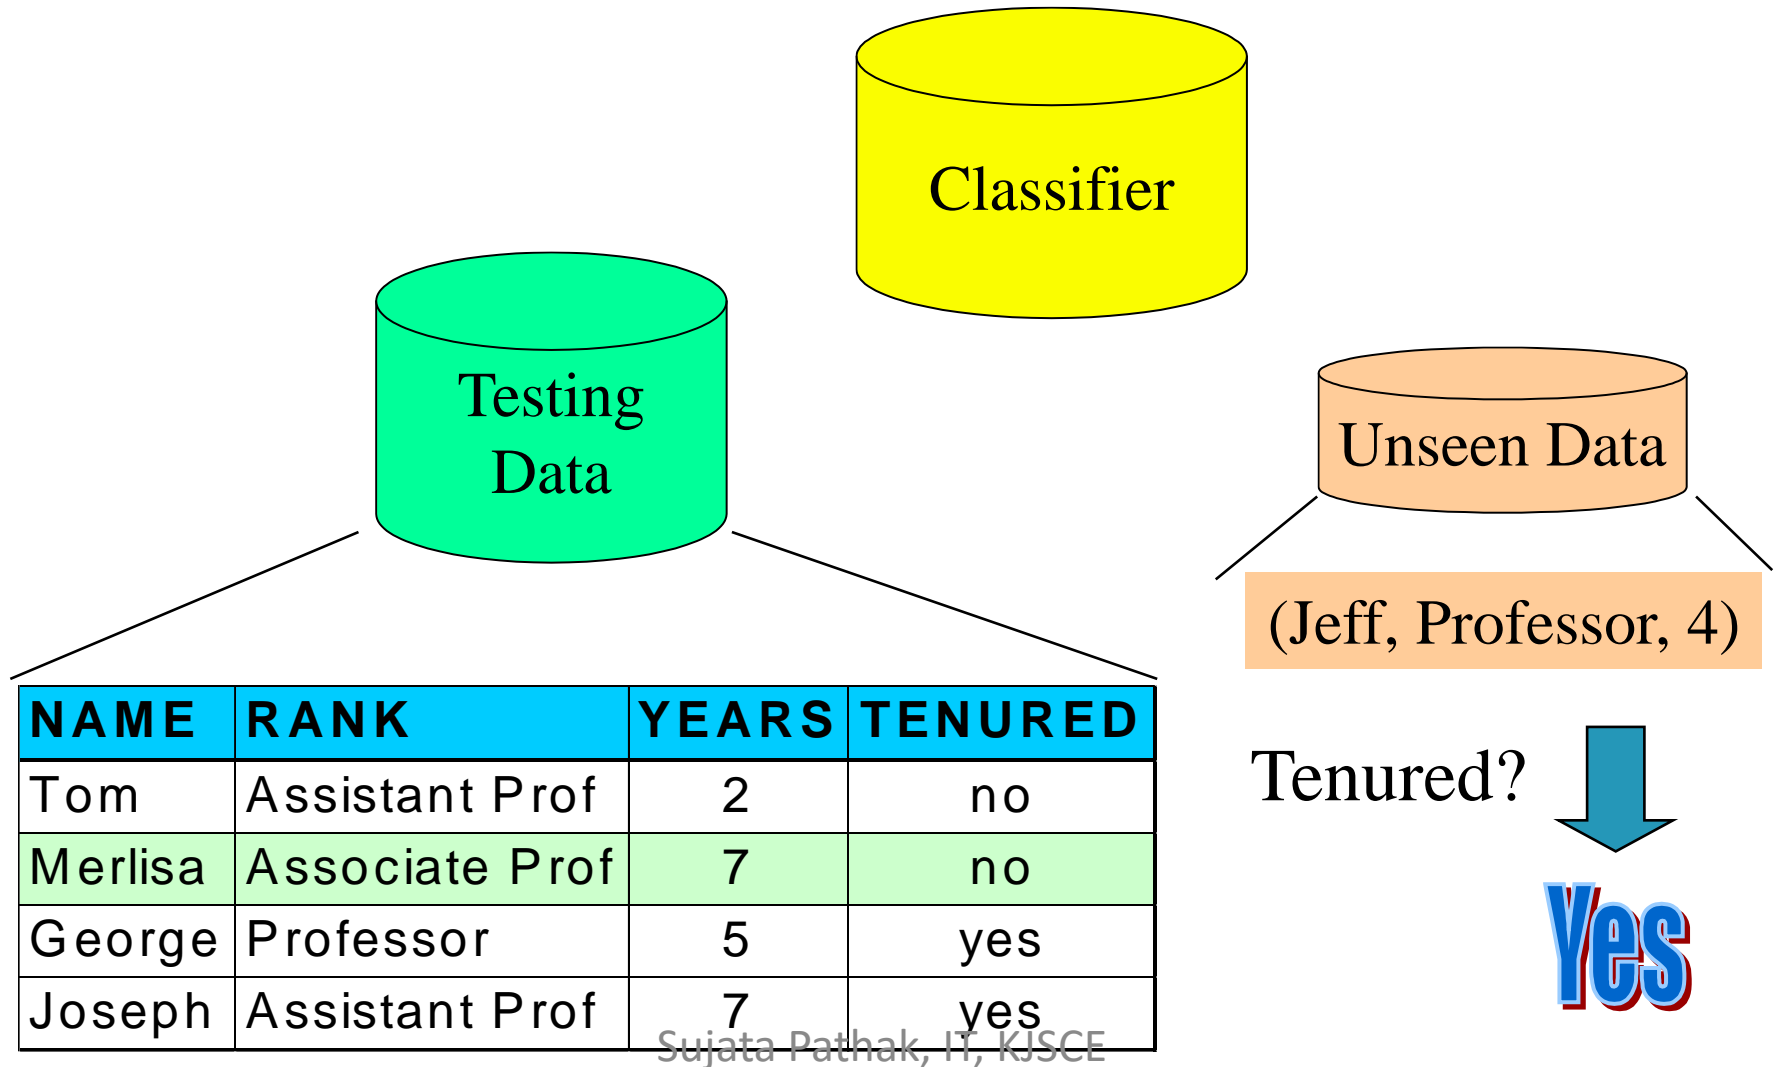 Classifier
Testing
Data
Unseen Data
(Jeff, Professor, 4)
NAME RANK YEARS TENURED
Tom Assistant Prof 2 no
Merlisa Associate Prof 7 no
George Professor 5 yes
Joseph Assistant Prof 7 yes
Tenured?
Yes
Sujata Pathak, IT, KJSCE